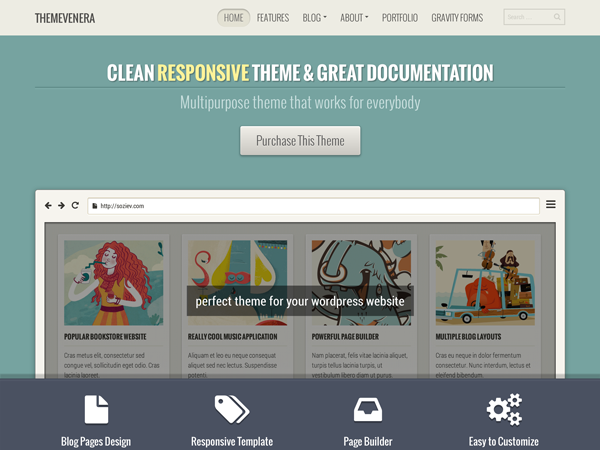 THEMEVENERA
HOME FEATURES BLOG ABOUT PORTFOLIO GRAVITY FORMS
Search ...
CLEAN RESPONSIVE THEME & GREAT DOCUMENTATION
Multipurpose theme that works for everybody
Purchase This Theme
http://soziev.com
perfect theme for your wordpress website
POPULAR BOOKSTORE WEBSITE
Cras metus elit, consectetur sed
congue vel, sollicitudin eget odio. Cras
lacinia laoreet.
REALLY COOL MUSIC APPLICATION
Aliquam et leo eu neque consequat
aliquet sed nec lectus. Suspendisse
potenti.
POWERFUL PAGE BUILDER
Nam placerat, felis vitae lacinia aliquet,
turpis tellus lacinia turpis, ut
vestibulum libero diam ut purus.
MULTIPLE BLOG LAYOUTS
Cras eu neque in dolor fermentum
consectetur. Nunc interdum, lectus et
eleifend bibendum.
Blog Pages Design
Responsive Template
Page Builder
Easy to Customize